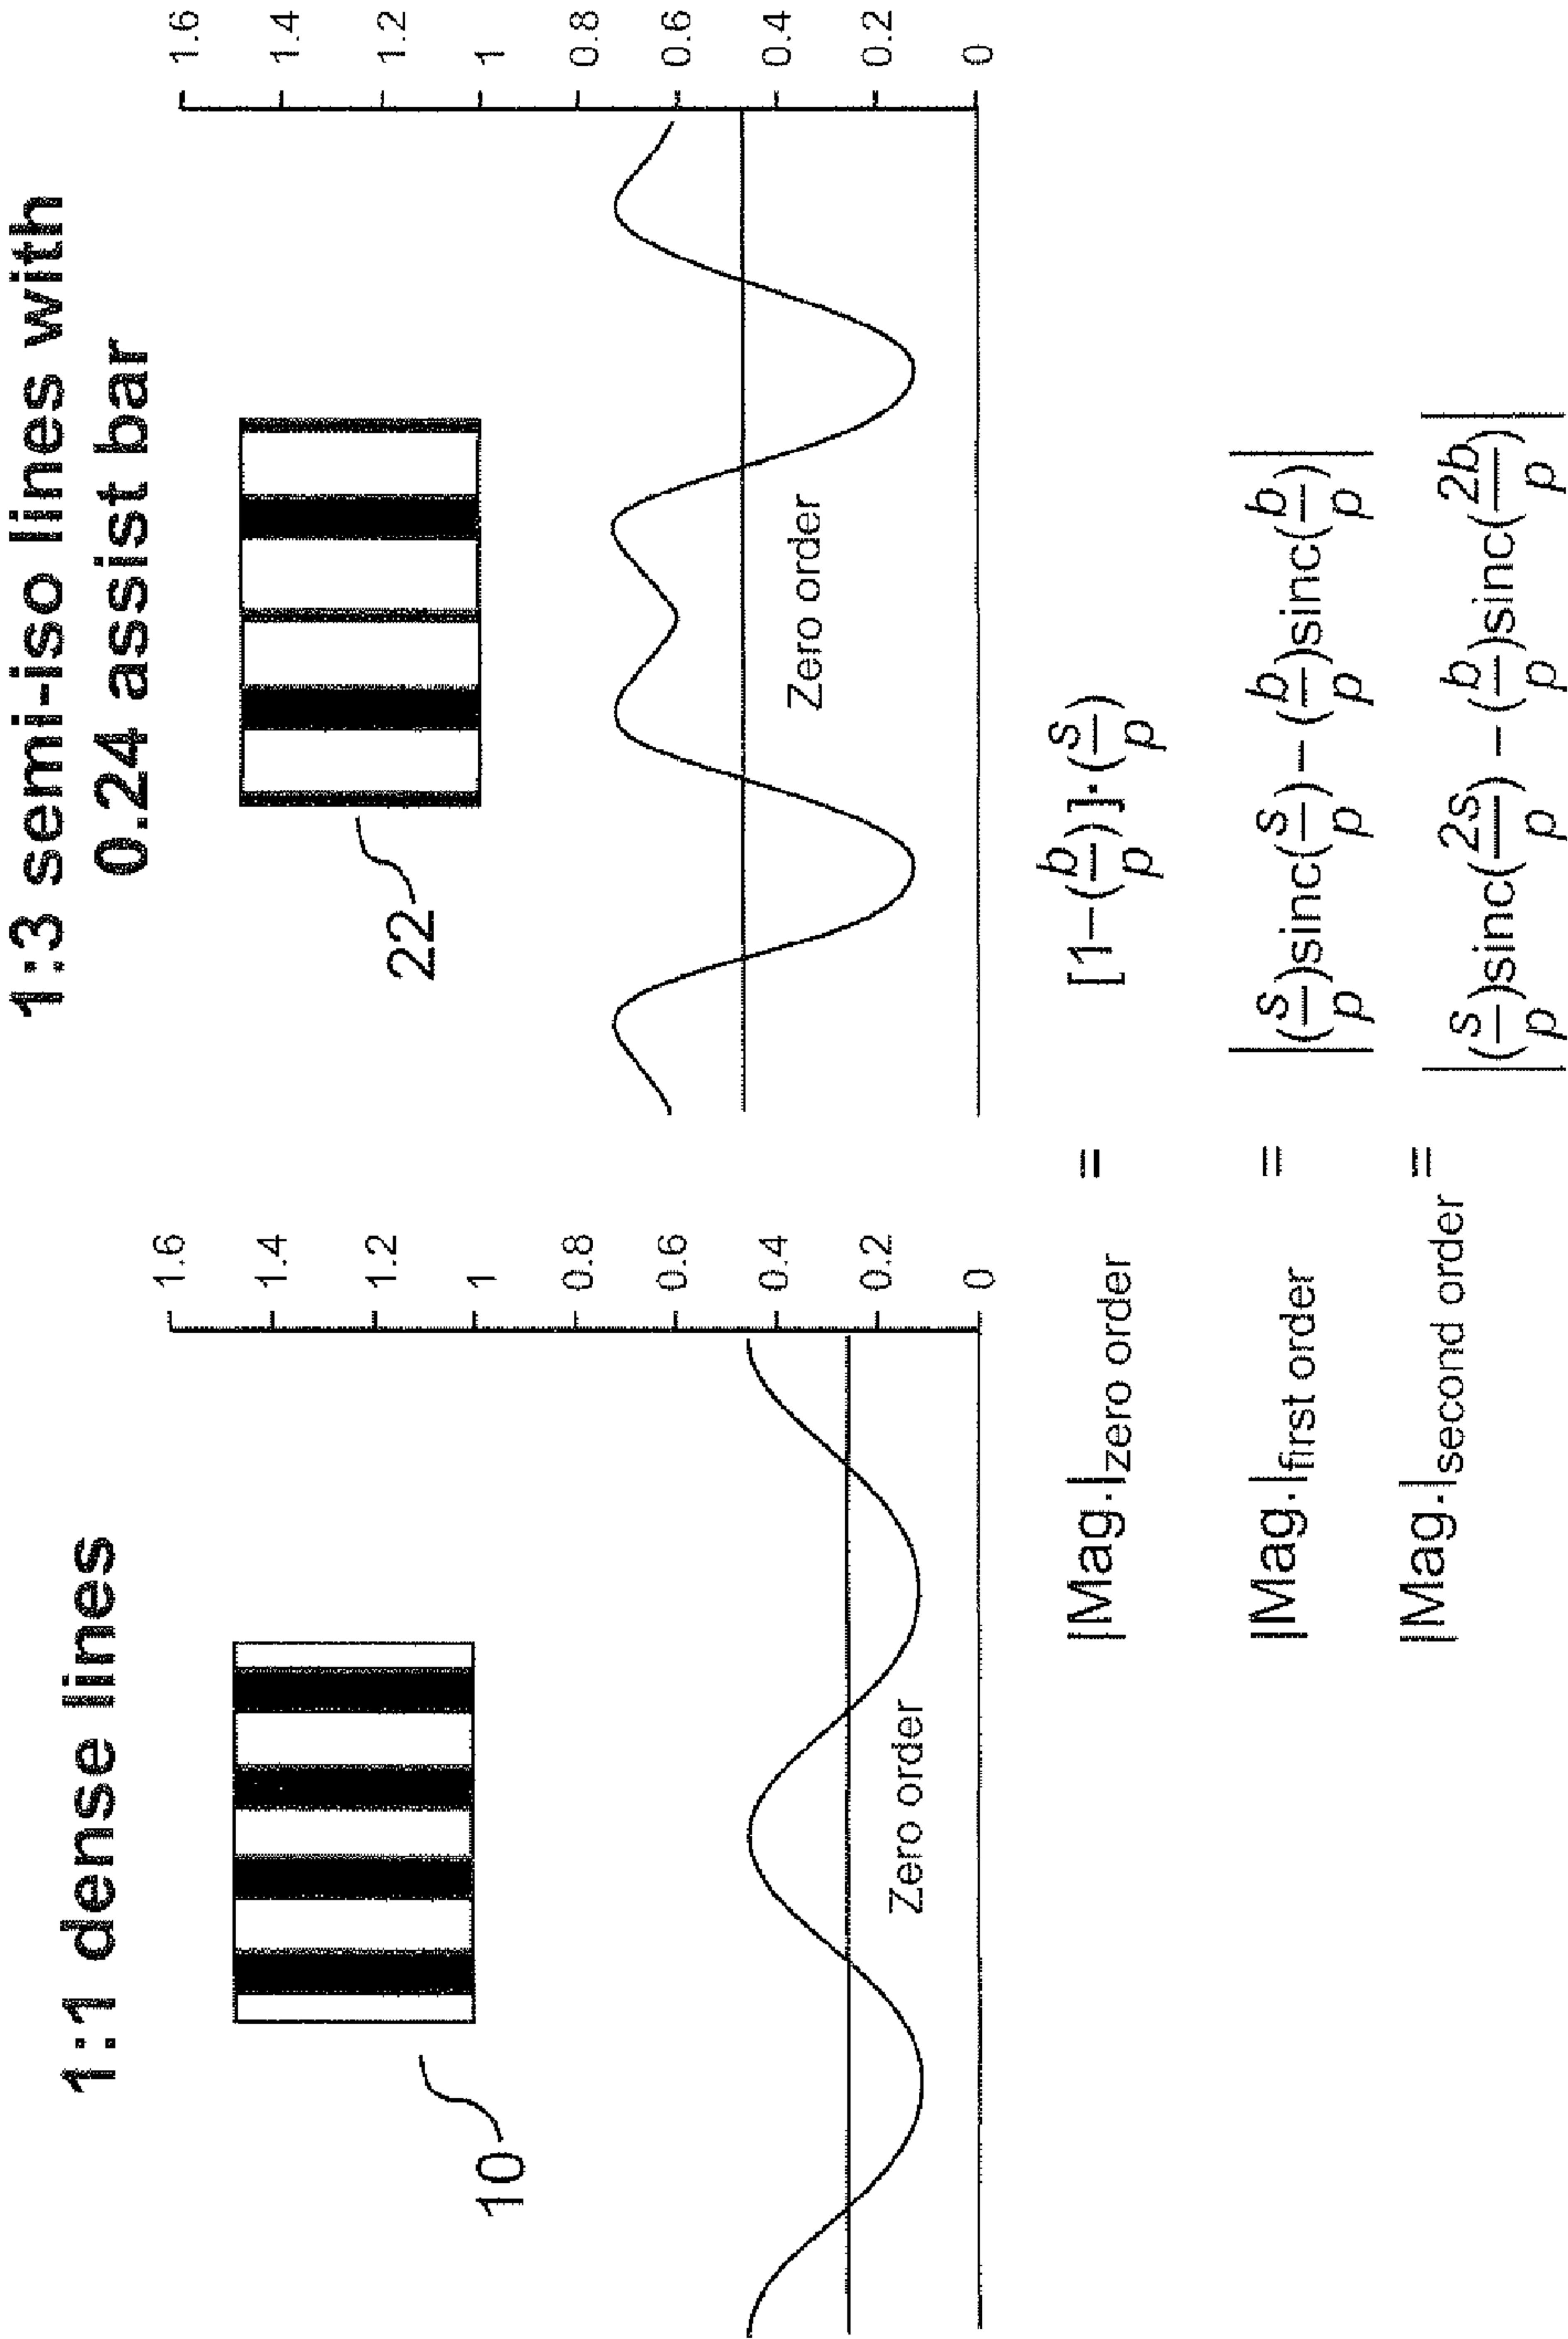 1:1 dense lines
10
1.6
1.4
1.2
1
0.8
0.6
0.4
0.2
0
Zero order
1:3 semi-iso lines with
0.24 assist bar
22
1.6
1.4
1.2
1
0.8
0.6
0.4
0.2
0
Zero order
|Mag.|zero order = [1–(b/p)]·(s/p)
|Mag.|first order = |(s/p)sinc(s/p) – (b/p)sinc(b/p)|
|Mag.|second order = |(s/p)sinc(2s/p) – (b/p)sinc(2b/p)|